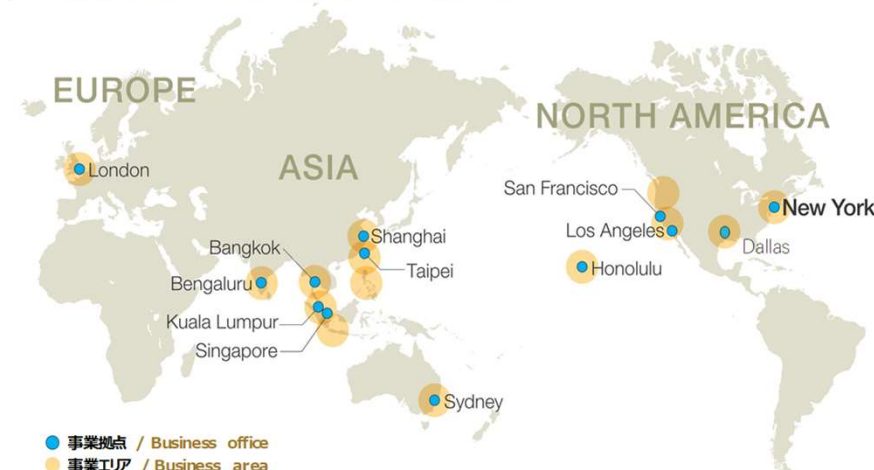 EUROPE
NORTH AMERICA
ASIA
London
San Francisco
New York
Shanghai
Los Angeles
Dallas
Bangkok
Taipei
Honolulu
Bengaluru
Kuala Lumpur
Singapore
Sydney
事業拠点 / Business office
事業エリア / Business area